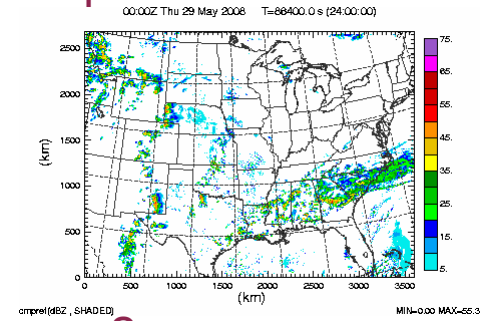 00:00Z Thu 29 May 2008 T=86400.0 s (24:00:00)
2500
2000
1500
1000
500
0
(km)
0 500 1000 1500 2000 2500 3000 3500
(km)
75.
65.
55.
45.
35.
25.
15.
5.
cmpref (dBZ , SHADED)
MIN=0.00 MAX=55.3